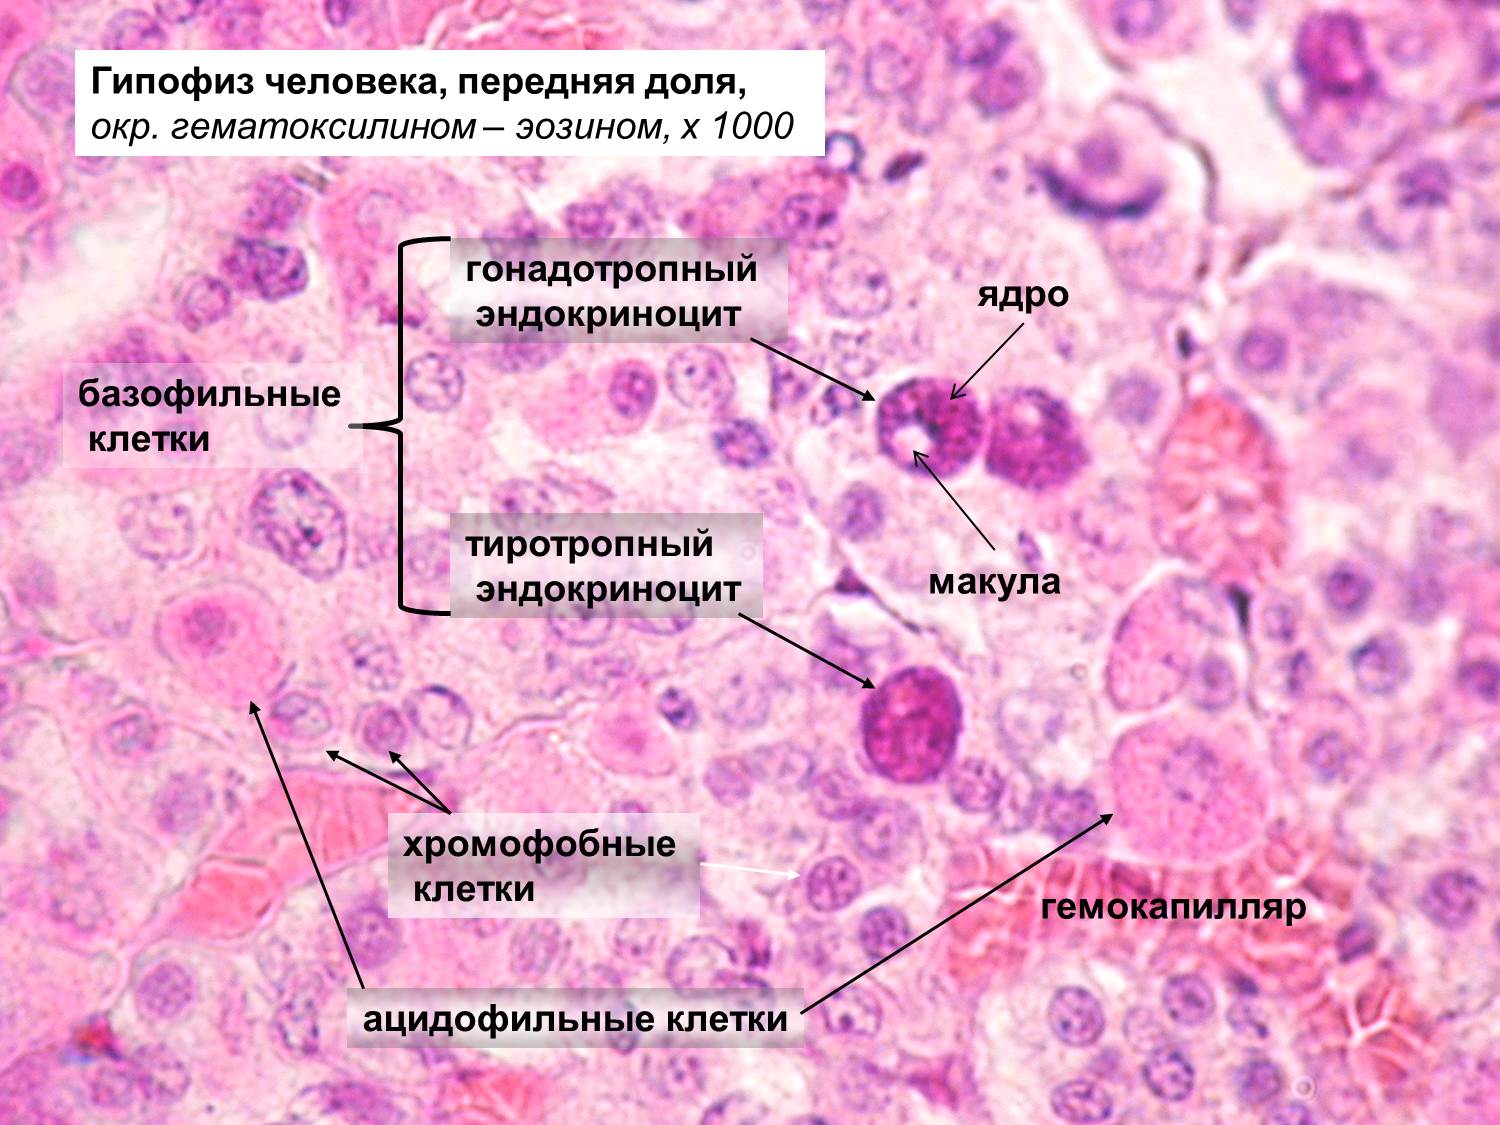 Гипофиз человека, передняя доля,
окр. гематоксилином – эозином, х 1000
гонадотропный
эндокриноцит
ядро
базофильные
клетки
тиротропный
эндокриноцит
макула
хромофобные
клетки
гемокапилляр
ацидофильные клетки